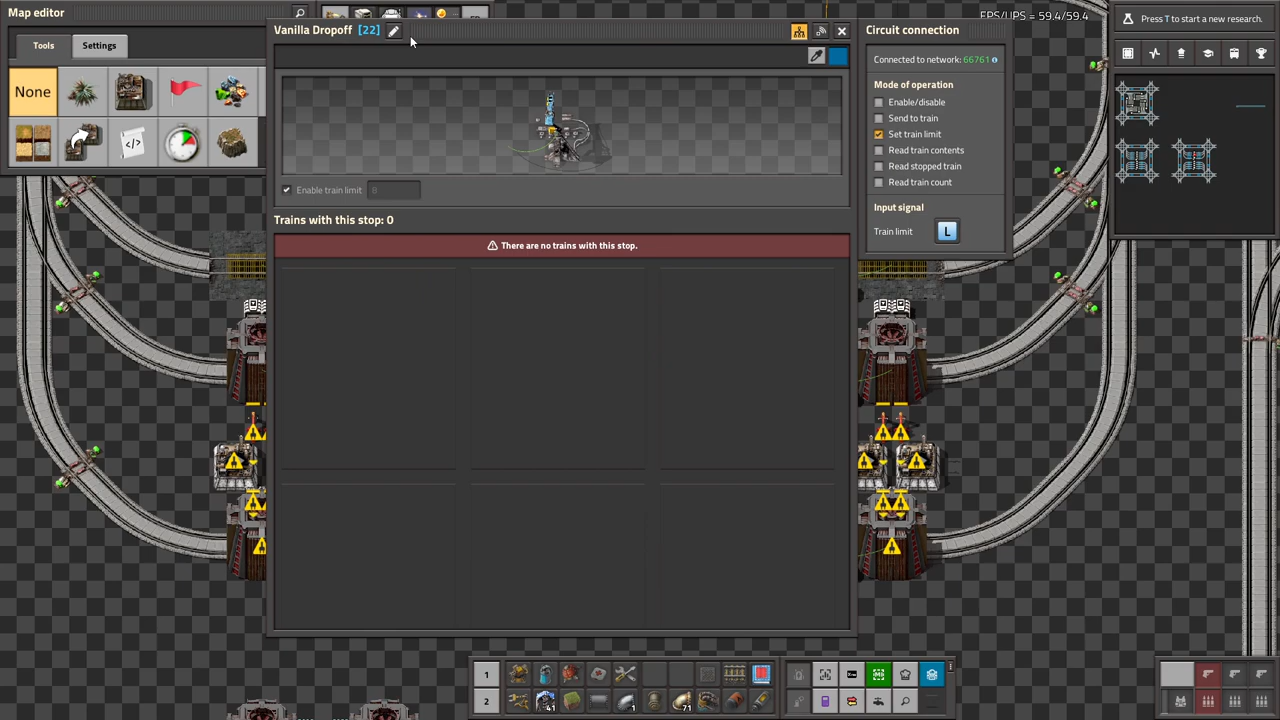 Map editor
Tools
Settings
None
Vanilla Dropoff [22]
Enable train limit
Trains with this stop: 0
There are no trains with this stop.
Circuit connection
Connected to network: 66761
Mode of operation
Enable/disable
Send to train
Set train limit
Read train contents
Read stopped train
Read train count
Input signal
Train limit
L
FPS/UPS = 59.4/59.4
Press T to start a new research.
1
2
41
1
71